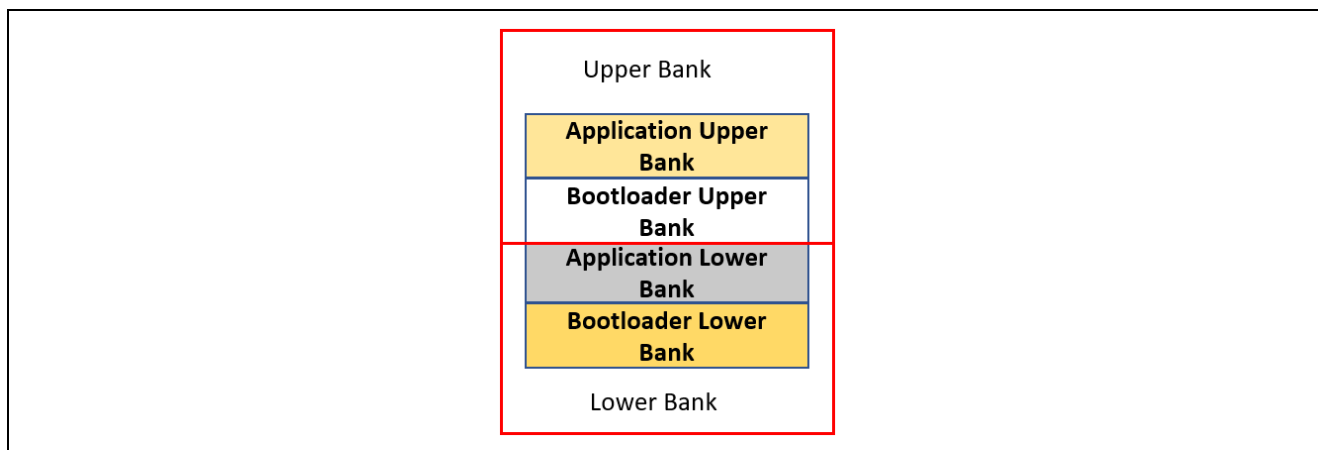 Upper Bank
Application Upper
Bank
Bootloader Upper
Bank
Application Lower
Bank
Bootloader Lower
Bank
Lower Bank